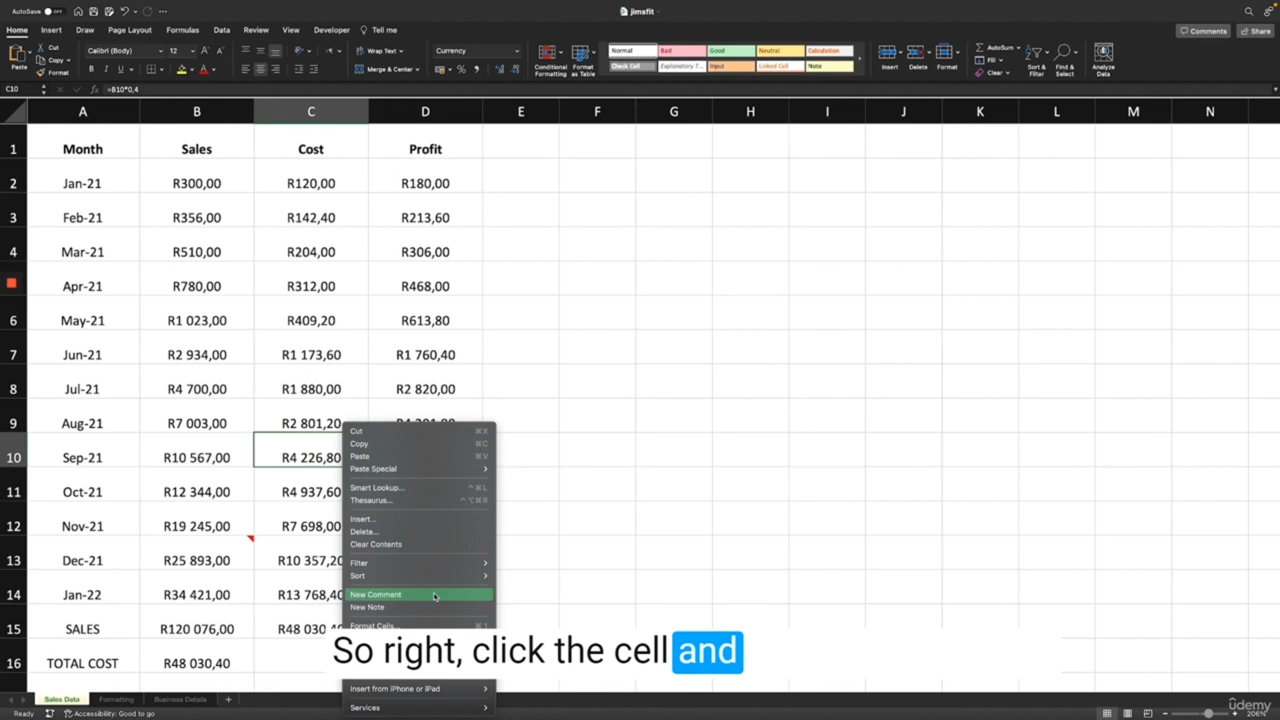 AutoSave OFF
jimsfit
Home Insert Draw Page Layout Formulas Data Review View Developer Tell me
Comments Share
Paste Cut Copy Format
Calibri (Body) 12
Wrap Text
Merge & Center
Currency
Conditional Formatting
Format as Table
Normal Bad Good Neutral Calculation
Check Cell Explanatory T... Input Linked Cell Note
Insert Delete Format
AutoSum Fill Clear
Sort & Filter
Find & Select
Analyze Data
C10 fx =B10*0,4
A B C D E F G H I J K L M N
1 Month Sales Cost Profit
2 Jan-21 R300,00 R120,00 R180,00
3 Feb-21 R356,00 R142,40 R213,60
4 Mar-21 R510,00 R204,00 R306,00
Apr-21 R780,00 R312,00 R468,00
6 May-21 R1 023,00 R409,20 R613,80
7 Jun-21 R2 934,00 R1 173,60 R1 760,40
8 Jul-21 R4 700,00 R1 880,00 R2 820,00
9 Aug-21 R7 003,00 R2 801,20
10 Sep-21 R10 567,00 R4 226,80
11 Oct-21 R12 344,00 R4 937,60
12 Nov-21 R19 245,00 R7 698,00
13 Dec-21 R25 893,00 R10 357,20
14 Jan-22 R34 421,00 R13 768,40
15 SALES R120 076,00 R48 030,40
16 TOTAL COST R48 030,40
Cut ⌘X
Copy ⌘C
Paste ⌘V
Paste Special
Smart Lookup... ^⌘L
Thesaurus... ^⌥⌘R
Insert...
Delete...
Clear Contents
Filter
Sort
New Comment
New Note
Format Cells... ⌘1
So right, click the cell and
Insert from iPhone or iPad
Services
Sales Data Formatting Business Details +
Ready Accessibility: Good to go
206%
udemy